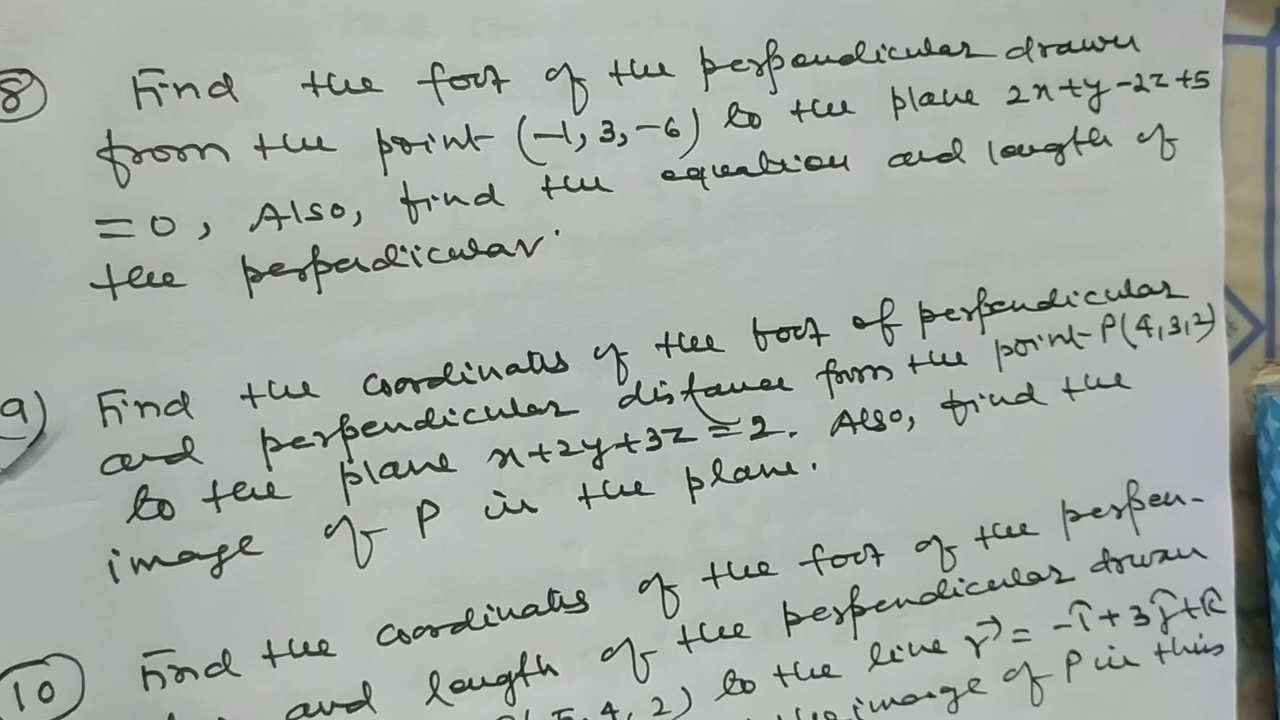 8 Find the foot of the perpendicular drawn
from the point (-1, 3, -6) to the plane 2x+y-2z+5
=0, Also, find the equation and length of
the perpendicular.
9) Find the coordinates of the foot of perpendicular
and perpendicular distance from the point P(4,3,2)
to the plane x+2y+3z=2. Also, find the
image of P in the plane.
10 Find the coordinates of the foot of the perpen-
and length of the perpendicular drawn
5, 4, 2) to the line r⃗ = -î+3ĵ+k̂
image of P in this